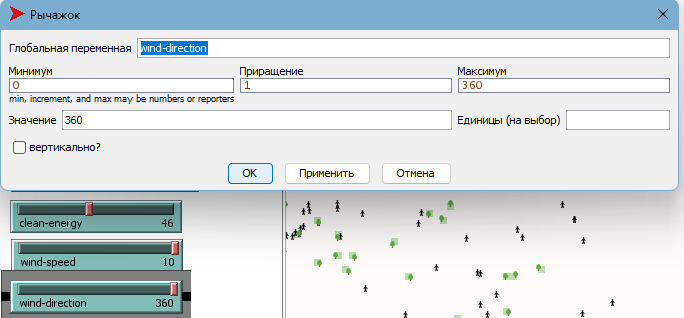 Рычажок
Глобальная переменная wind-direction
Минимум Приращение Максимум
0 1 360
min, increment, and max may be numbers or reporters
Значение 360 Единицы (на выбор)
вертикально?
OK Применить Отмена
clean-energy 46
wind-speed 10
wind-direction 360